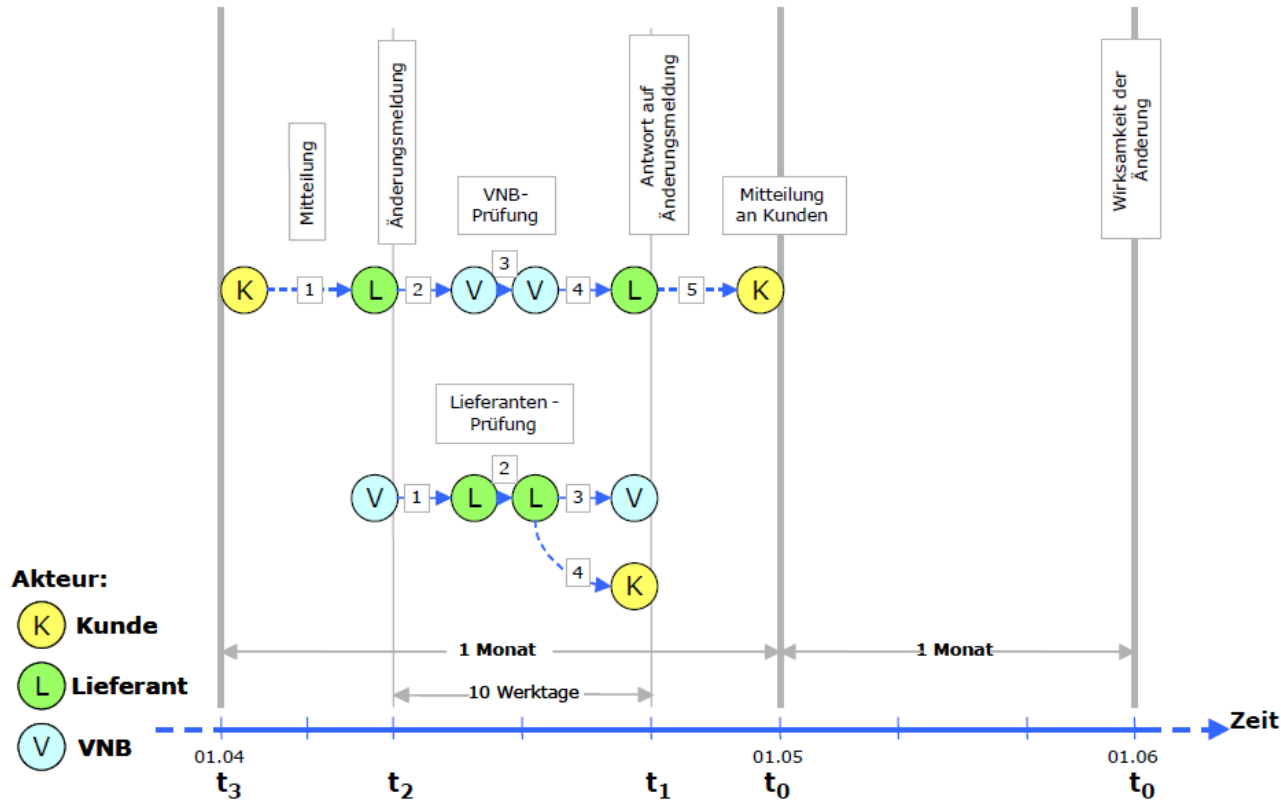 Mitteilung
Änderungsmeldung
VNB-
Prüfung
Antwort auf
Änderungsmeldung
Mitteilung
an Kunden
Wirksamkeit der
Änderung
K 1 L 2 V 3 V 4 L 5 K
Lieferanten -
Prüfung
V 1 L 2 L 3 V
4 K
Akteur:
K Kunde
L Lieferant
V VNB
1 Monat
1 Monat
10 Werktage
Zeit
01.04 01.05 01.06
t3 t2 t1 t0 t0